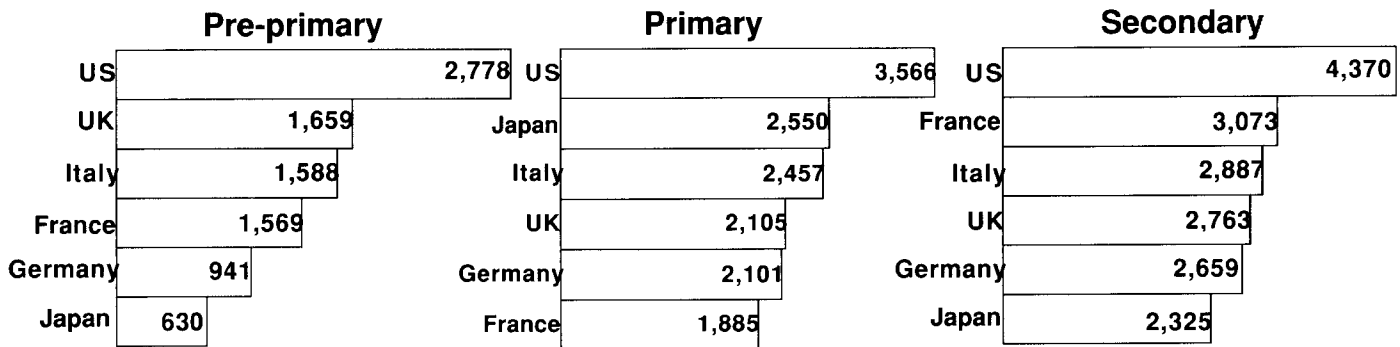 Pre-primary
US 2,778
UK 1,659
Italy 1,588
France 1,569
Germany 941
Japan 630
Primary
US 3,566
Japan 2,550
Italy 2,457
UK 2,105
Germany 2,101
France 1,885
Secondary
US 4,370
France 3,073
Italy 2,887
UK 2,763
Germany 2,659
Japan 2,325